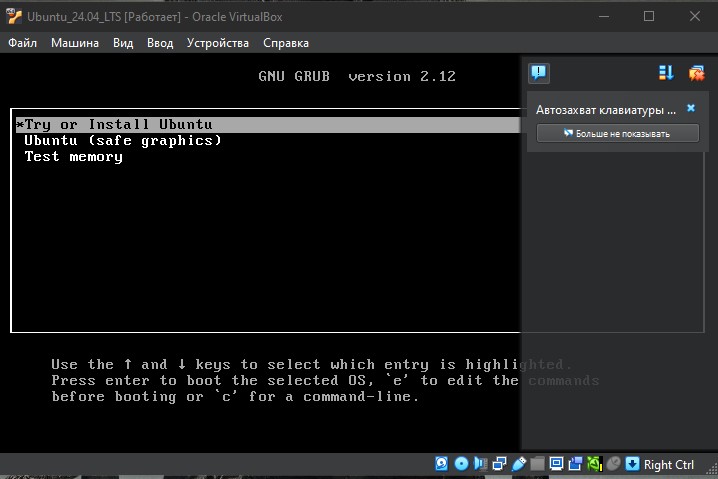 Ubuntu_24.04_LTS [Работает] - Oracle VirtualBox
Файл Машина Вид Ввод Устройства Справка
GNU GRUB version 2.12
Автозахват клавиатуры ...
Больше не показывать
*Try or Install Ubuntu
Ubuntu (safe graphics)
Test memory
Use the ↑ and ↓ keys to select which entry is highlighted.
Press enter to boot the selected OS, `e' to edit the commands
before booting or `c' for a command-line.
Right Ctrl